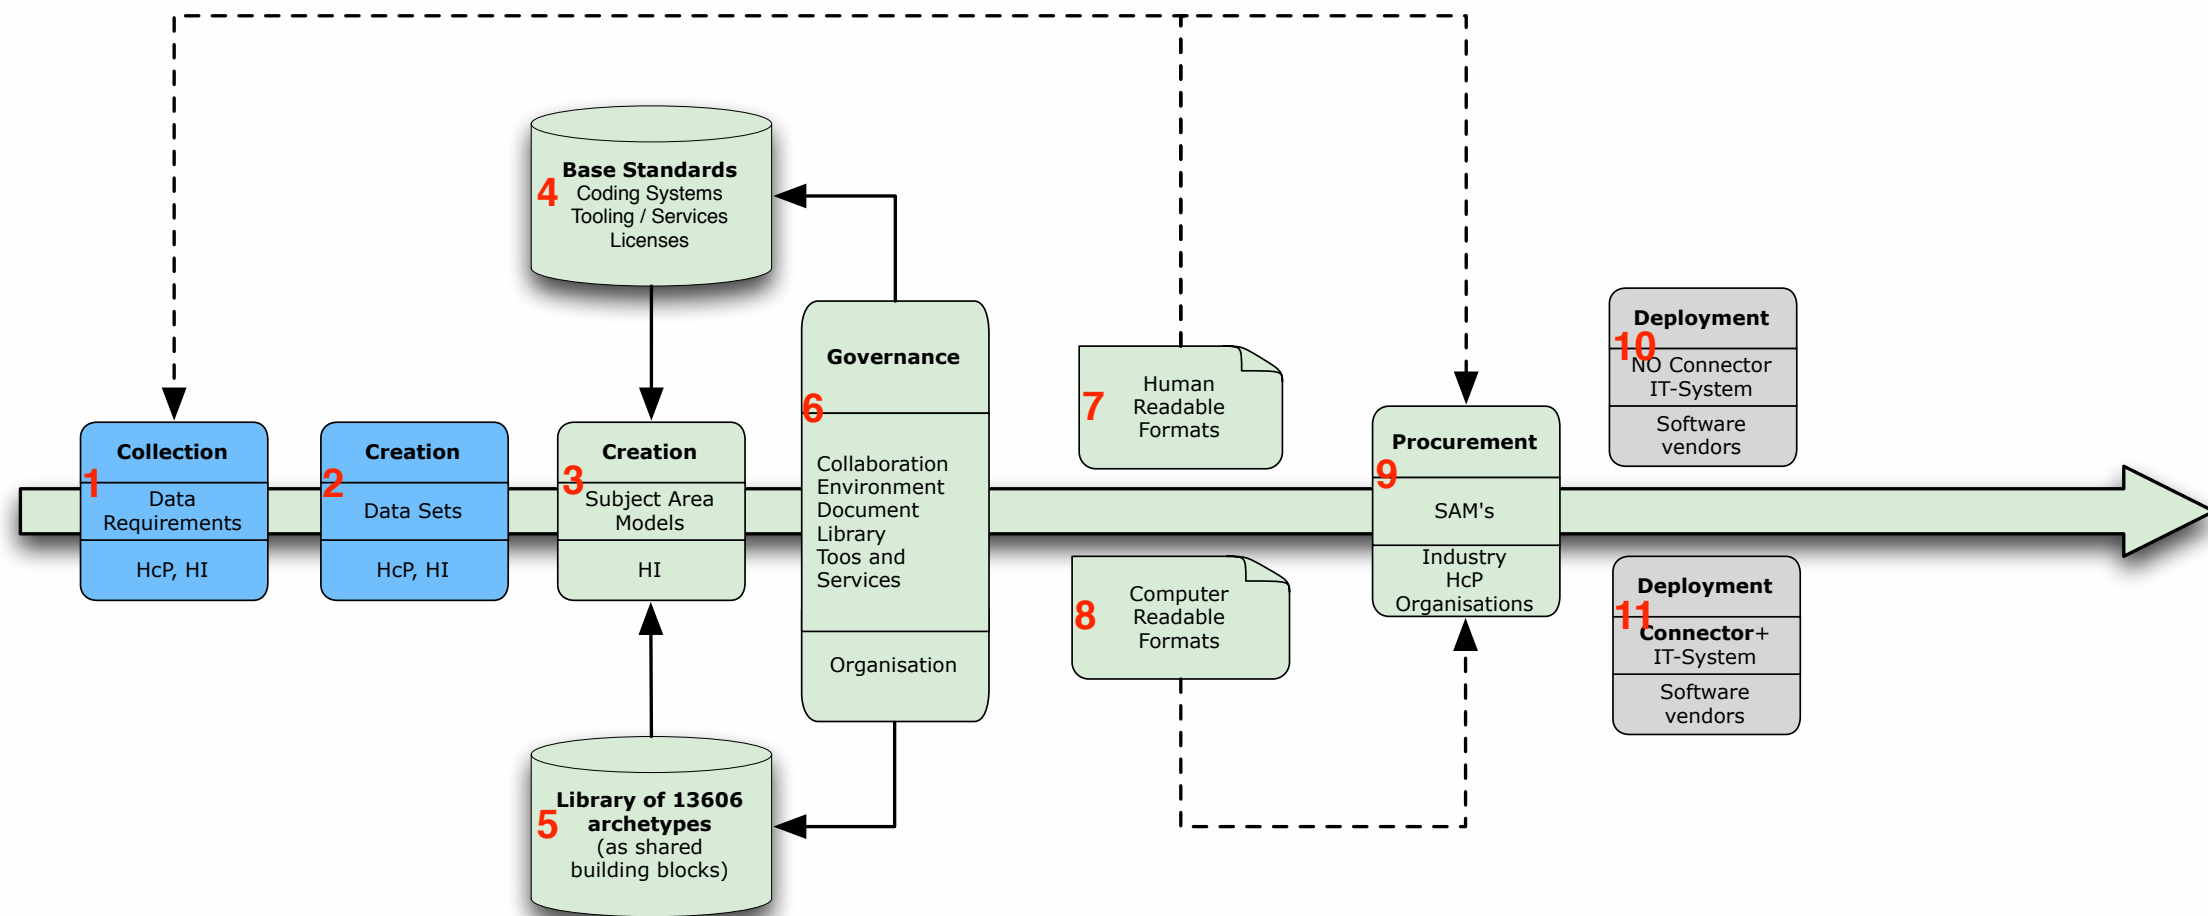 1
Collection
Data
Requirements
HcP, HI
2
Creation
Data Sets
HcP, HI
3
Creation
Subject Area
Models
HI
4
Base Standards
Coding Systems
Tooling / Services
Licenses
5
Library of 13606
archetypes
(as shared
building blocks)
6
Governance
Collaboration
Environment
Document
Library
Toos and
Services
Organisation
7
Human
Readable
Formats
8
Computer
Readable
Formats
9
Procurement
SAM's
Industry
HcP
Organisations
10
Deployment
NO Connector
IT-System
Software
vendors
11
Deployment
Connector+
IT-System
Software
vendors